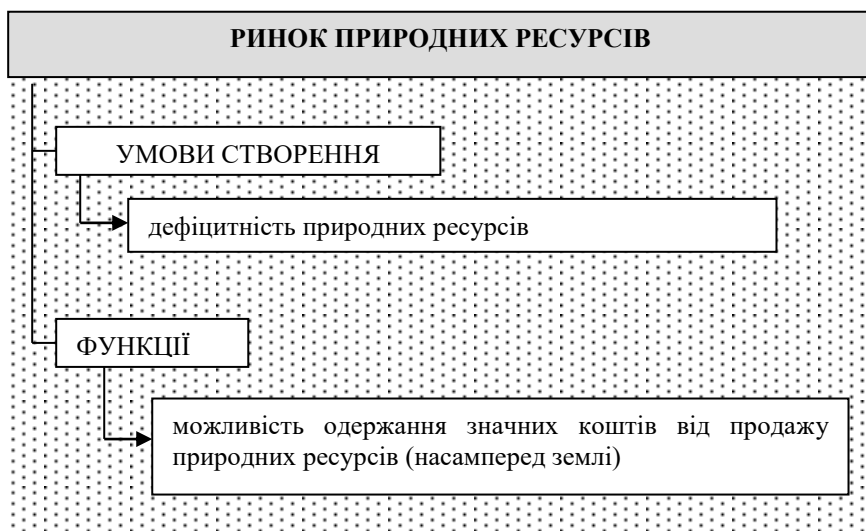 РИНОК ПРИРОДНИХ РЕСУРСІВ
УМОВИ СТВОРЕННЯ
дефіцитність природних ресурсів
ФУНКЦІЇ
можливість одержання значних коштів від продажу
природних ресурсів (насамперед землі)